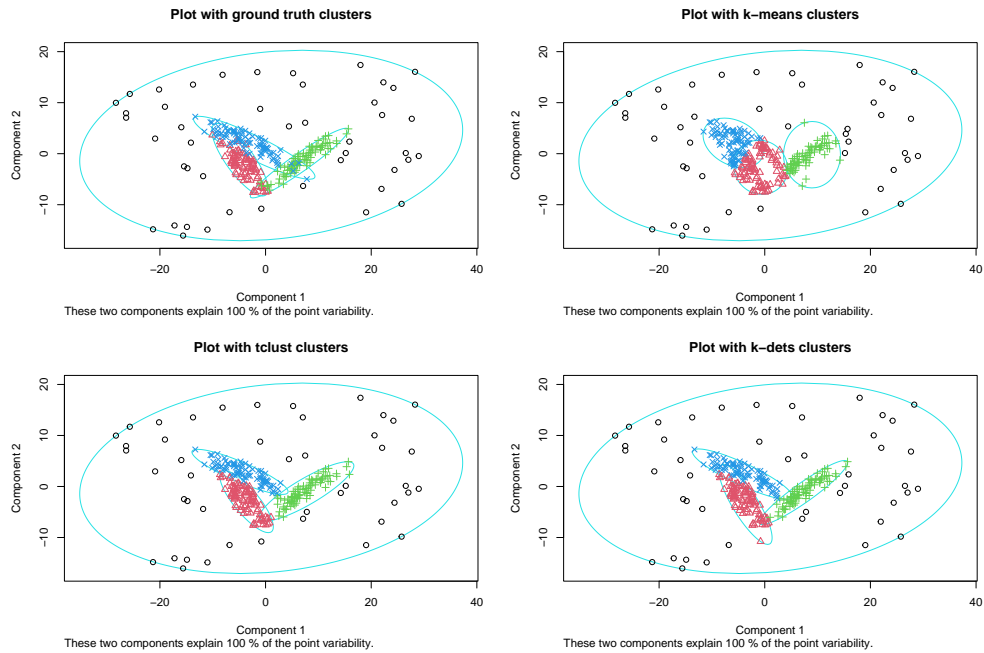 Plot with ground truth clusters
20
10
0
−10
Component 2
−20
0
20
40
Component 1
These two components explain 100 % of the point variability.
Plot with k−means clusters
20
10
0
−10
Component 2
−20
0
20
40
Component 1
These two components explain 100 % of the point variability.
Plot with tclust clusters
20
10
0
−10
Component 2
−20
0
20
40
Component 1
These two components explain 100 % of the point variability.
Plot with k−dets clusters
20
10
0
−10
Component 2
−20
0
20
40
Component 1
These two components explain 100 % of the point variability.